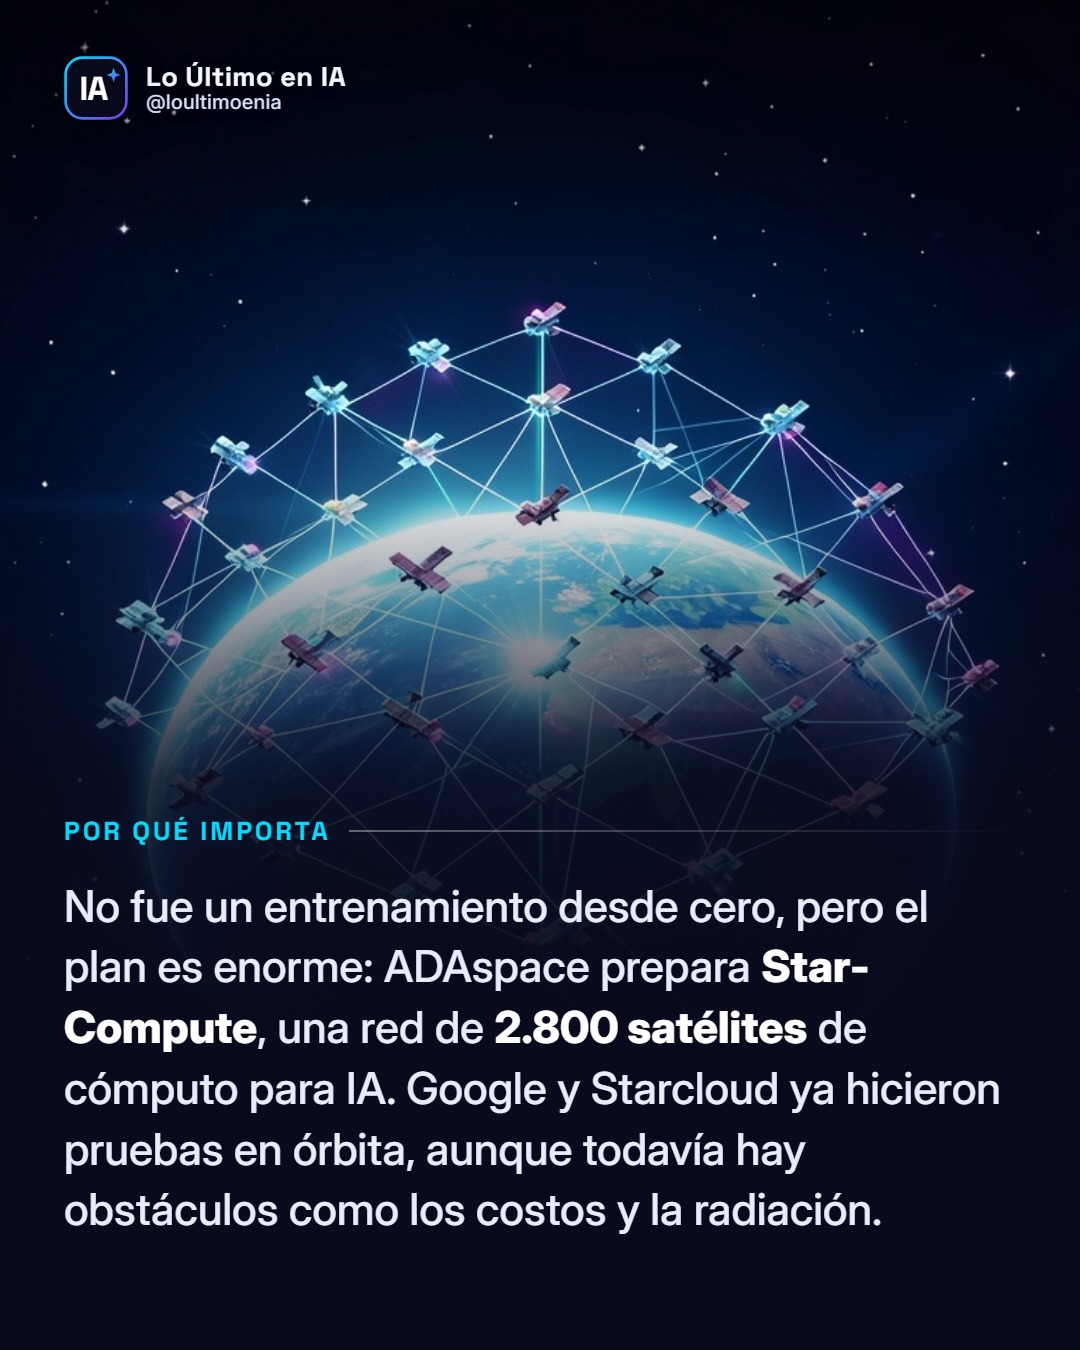 IA
Lo Último en IA
@loultimoenia
POR QUÉ IMPORTA
No fue un entrenamiento desde cero, pero el
plan es enorme: ADAspace prepara Star-
Compute, una red de 2.800 satélites de
cómputo para IA. Google y Starcloud ya hicieron
pruebas en órbita, aunque todavía hay
obstáculos como los costos y la radiación.